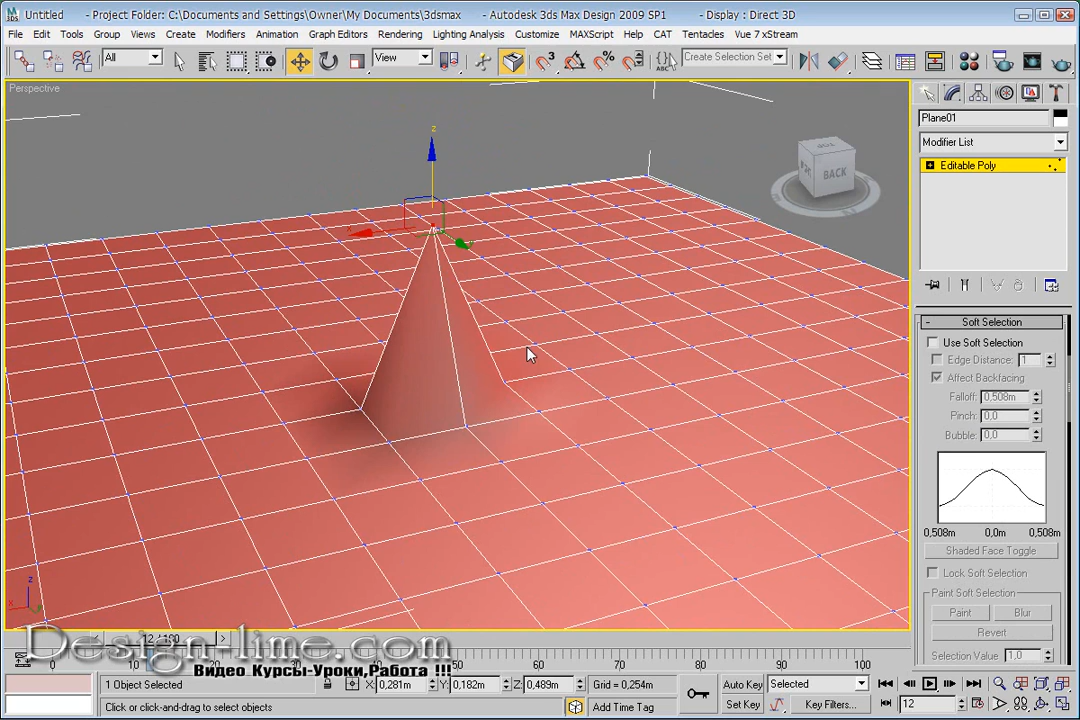 Untitled - Project Folder: C:\Documents and Settings\Owner\My Documents\3dsmax - Autodesk 3ds Max Design 2009 SP1 - Display : Direct 3D
File Edit Tools Group Views Create Modifiers Animation Graph Editors Rendering Lighting Analysis Customize MAXScript Help CAT Tentacles Vue 7 xStream
All View Create Selection Set
Perspective
Plane01
Modifier List
Editable Poly
BACK
z
x
y
Soft Selection
Use Soft Selection
Edge Distance: 1
Affect Backfacing
Falloff: 0,508m
Pinch: 0,0
Bubble: 0,0
0,508m 0,0m 0,508m
Shaded Face Toggle
Lock Soft Selection
Paint Soft Selection
Paint Blur
Revert
Selection Value 1,0
z
x y
12 / 100
Design-lime.com
0 10 50 60 70 80 90 100
Видео Курсы-Уроки,Работа !!!
1 Object Selected X: 0,281m Y: 0,182m Z: 0,489m Grid = 0,254m Auto Key Selected
Click or click-and-drag to select objects Add Time Tag Set Key Key Filters... 12